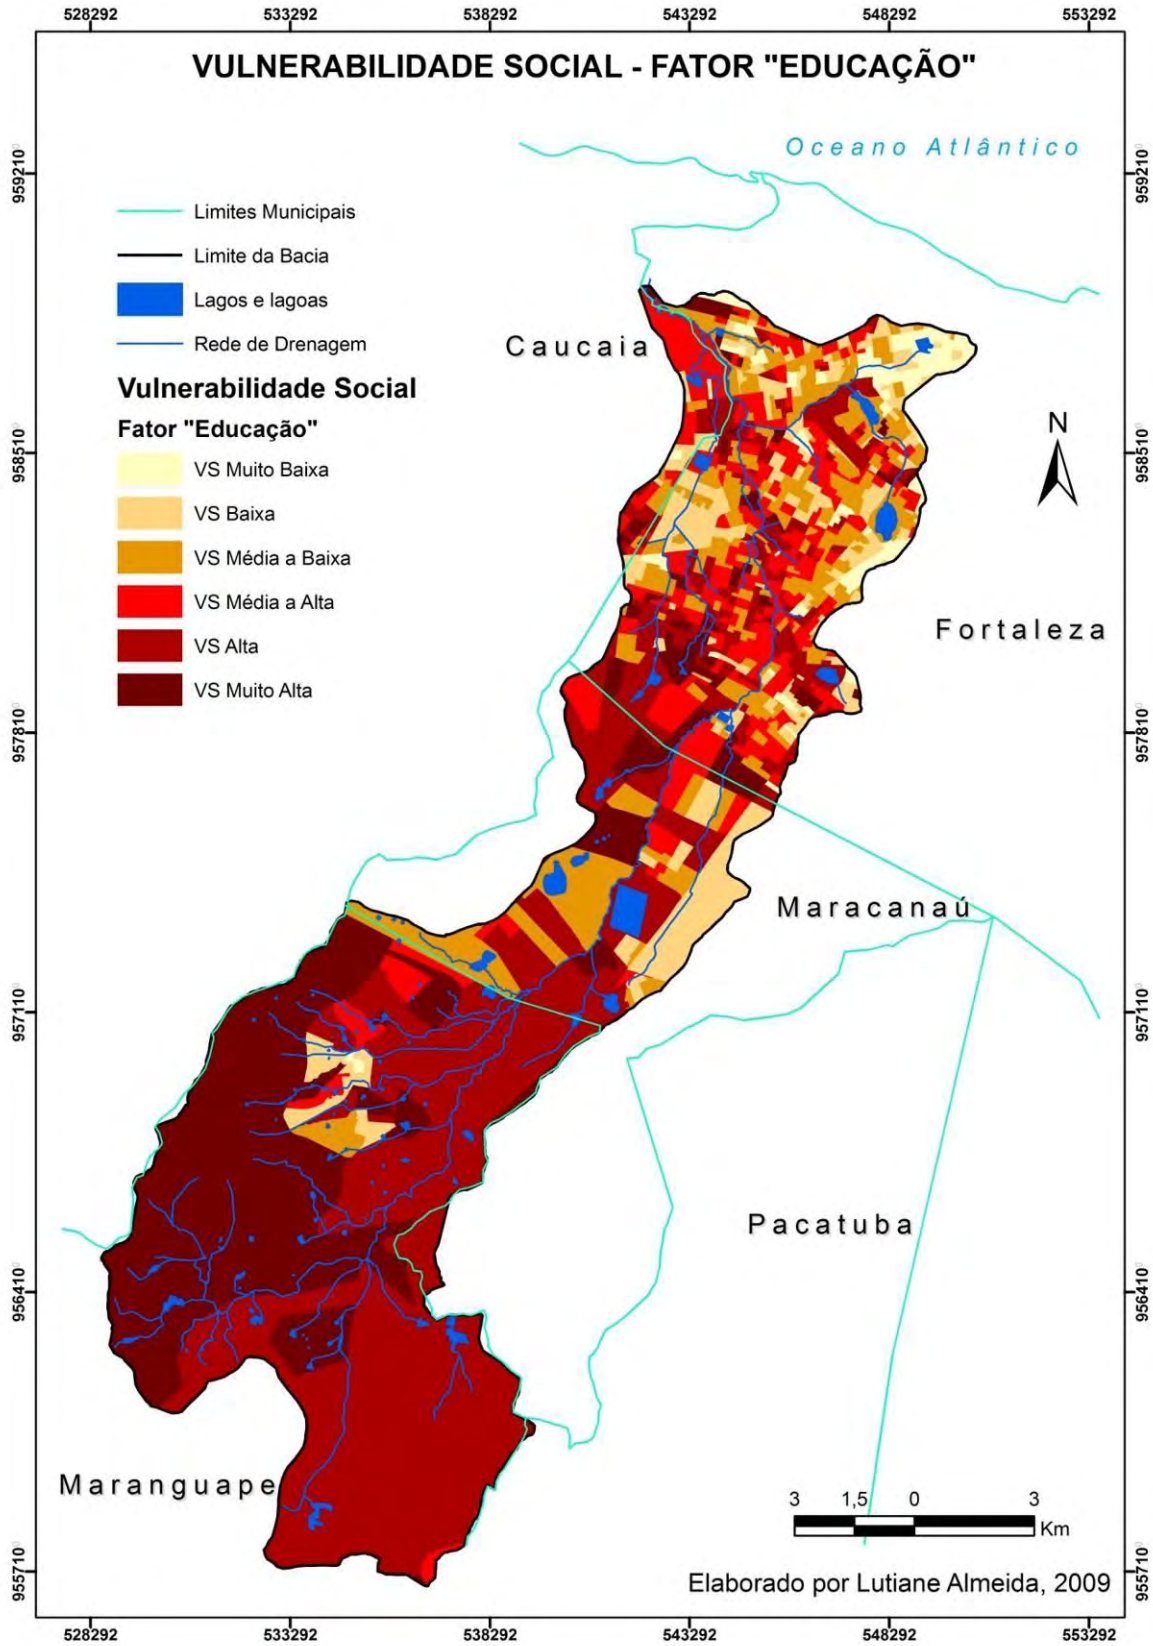 528292 533292 538292 543292 548292 553292
VULNERABILIDADE SOCIAL - FATOR "EDUCAÇÃO"
Oceano Atlântico
959210 959210
Limites Municipais
Limite da Bacia
Lagos e lagoas
Rede de Drenagem
Caucaia
Vulnerabilidade Social
Fator "Educação"
N
958510 958510
VS Muito Baixa
VS Baixa
VS Média a Baixa
VS Média a Alta
VS Alta
VS Muito Alta
Fortaleza
957810 957810
Maracanaú
957110 957110
Pacatuba
956410 956410
Maranguape
3 1,5 0 3
Km
955710 955710
Elaborado por Lutiane Almeida, 2009
528292 533292 538292 543292 548292 553292